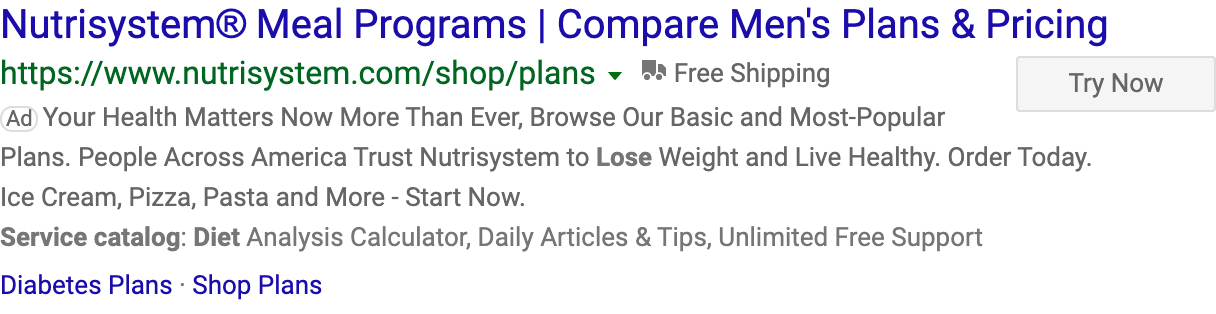 Nutrisystem® Meal Programs | Compare Men's Plans & Pricing
https://www.nutrisystem.com/shop/plans Free Shipping
Try Now
Ad Your Health Matters Now More Than Ever, Browse Our Basic and Most-Popular
Plans. People Across America Trust Nutrisystem to Lose Weight and Live Healthy. Order Today.
Ice Cream, Pizza, Pasta and More - Start Now.
Service catalog: Diet Analysis Calculator, Daily Articles & Tips, Unlimited Free Support
Diabetes Plans · Shop Plans